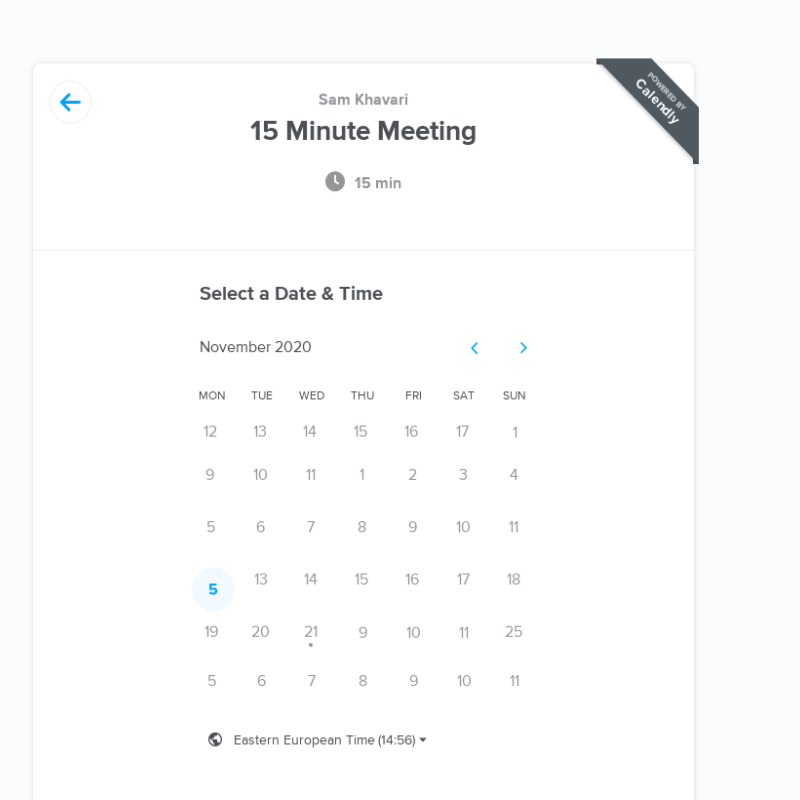 POWERED BY
Calendly
Sam Khavari
15 Minute Meeting
15 min
Select a Date & Time
November 2020
MON TUE WED THU FRI SAT SUN
12 13 14 15 16 17 1
9 10 11 1 2 3 4
5 6 7 8 9 10 11
5 13 14 15 16 17 18
19 20 21 9 10 11 25
5 6 7 8 9 10 11
Eastern European Time (14:56)